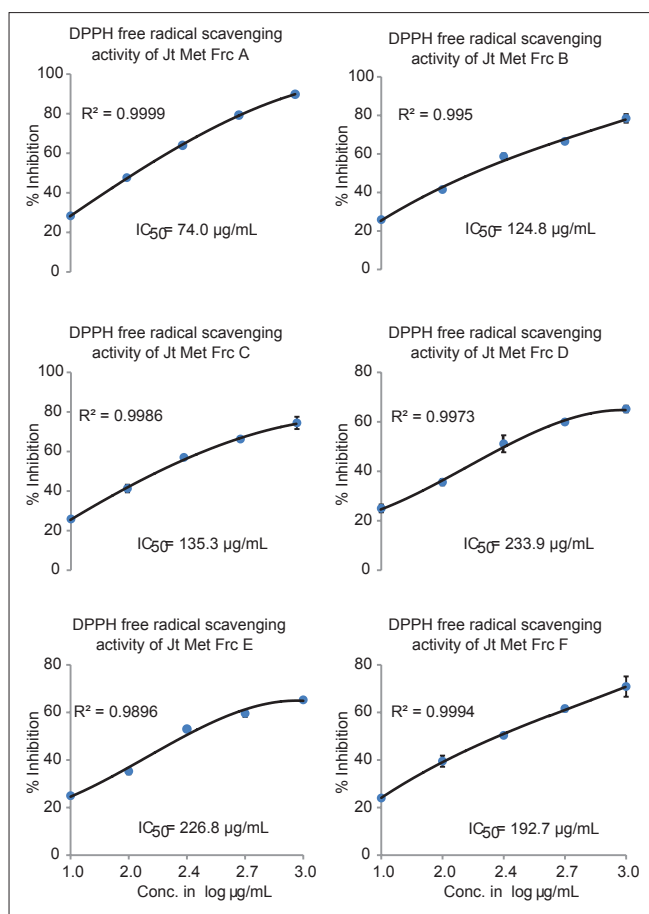 DPPH free radical scavenging
activity of Jt Met Frc A
100
80
60
40
20
0
% Inhibition
R² = 0.9999
IC50= 74.0 µg/mL
DPPH free radical scavenging
activity of Jt Met Frc B
100
80
60
40
20
0
% Inhibition
R² = 0.995
IC50= 124.8 µg/mL
DPPH free radical scavenging
activity of Jt Met Frc C
100
80
60
40
20
0
% Inhibition
R² = 0.9986
IC50= 135.3 µg/mL
DPPH free radical scavenging
activity of Jt Met Frc D
80
60
40
20
0
% Inhibition
R² = 0.9973
IC50= 233.9 µg/mL
DPPH free radical scavenging
activity of Jt Met Frc E
80
60
40
20
0
% Inhibition
R² = 0.9896
IC50= 226.8 µg/mL
1.0 2.0 2.4 2.7 3.0
Conc. in log µg/mL
DPPH free radical scavenging
activity of Jt Met Frc F
80
60
40
20
0
% Inhibition
R² = 0.9994
IC50= 192.7 µg/mL
1.0 2.0 2.4 2.7 3.0
Conc. in log µg/mL